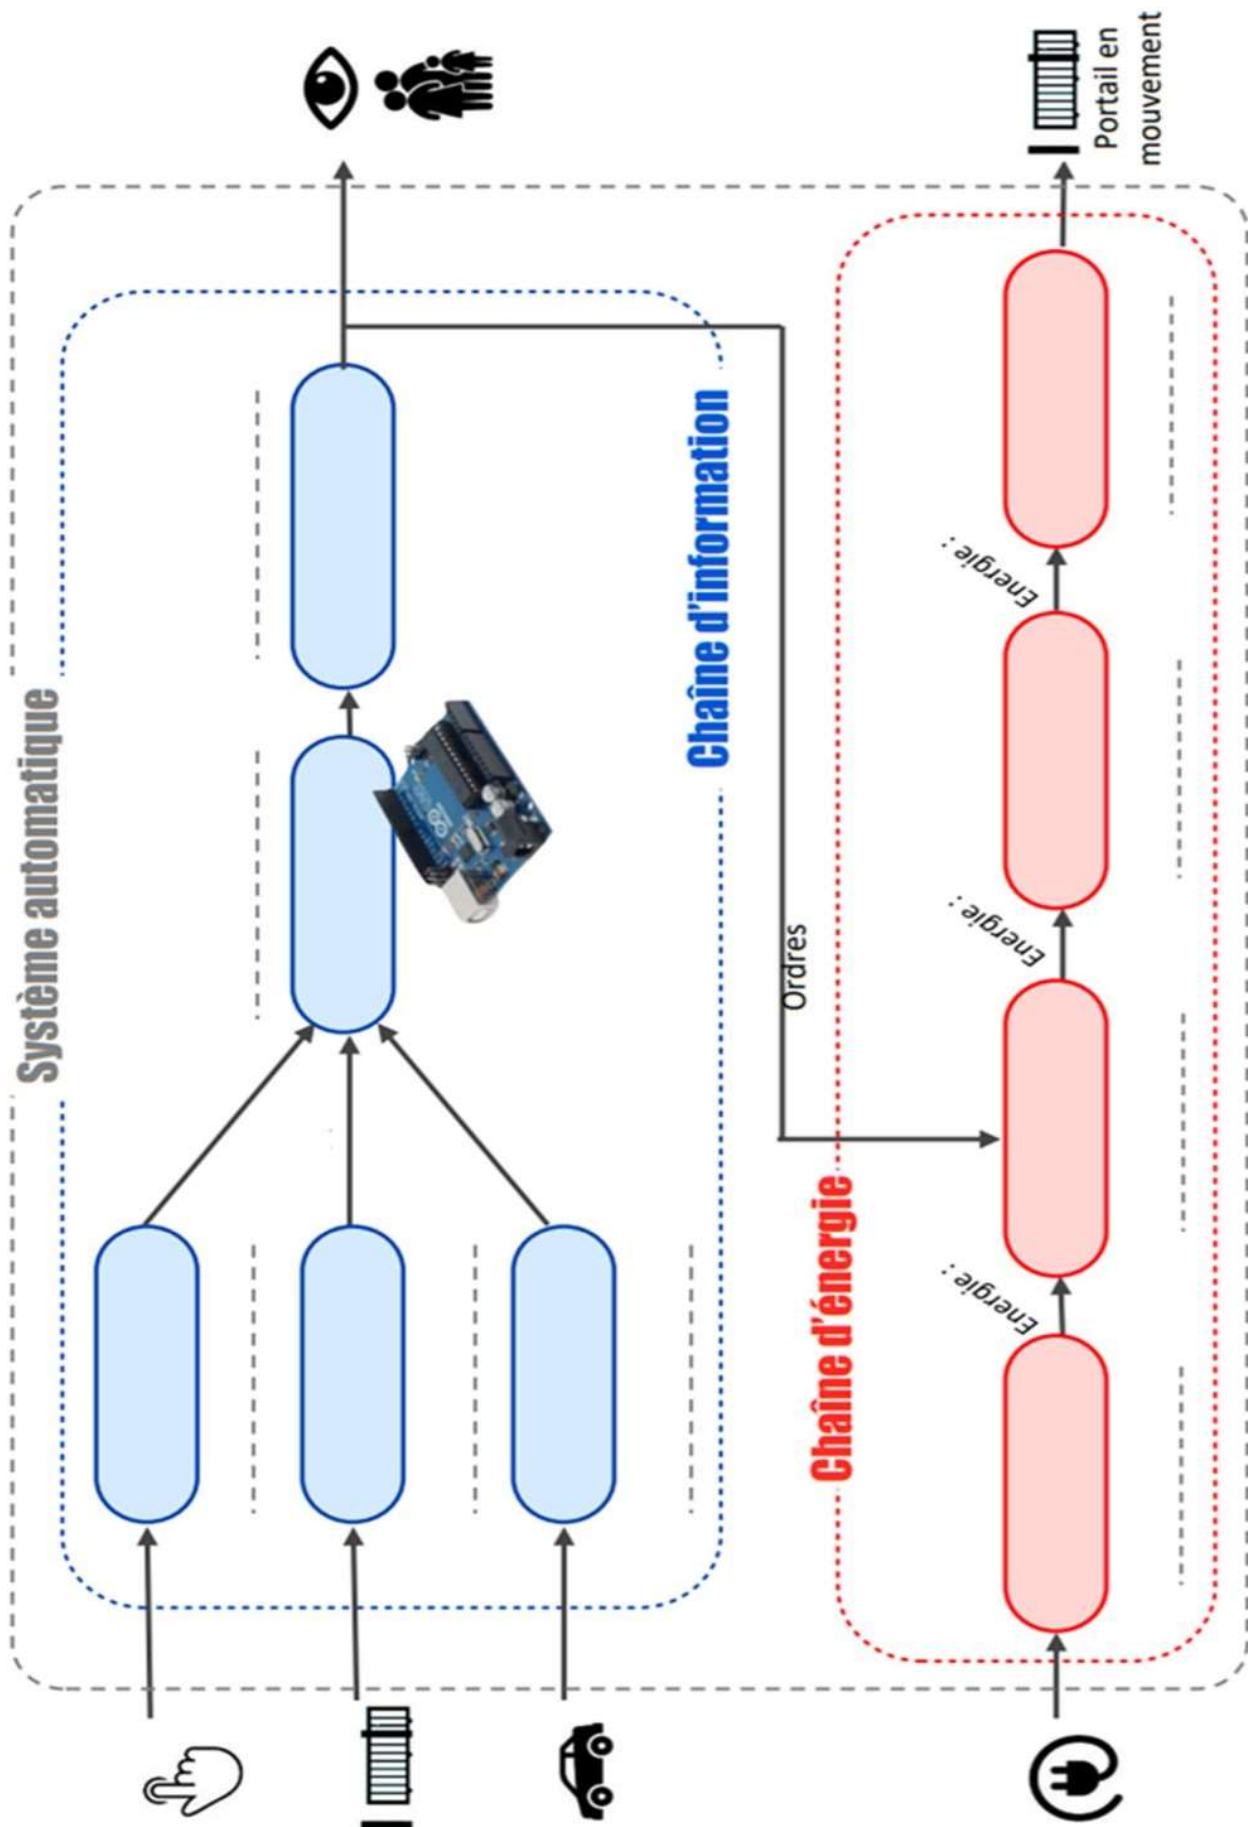 Système automatique
Chaîne d'information
Ordres
Chaîne d'énergie
Energie :
Energie :
Energie :
Portail en
mouvement